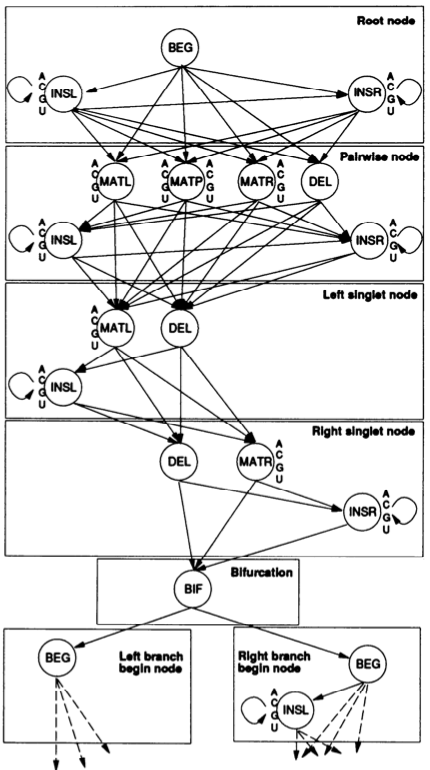 Root node
BEG
A
C
G
U
INSL
INSR
A
C
G
U
Pairwise node
A
C
G
U
MATL
A
C
G
U
MATP
A
C
G
U
MATR
A
C
G
U
DEL
A
C
G
U
INSL
INSR
A
C
G
U
Left singlet node
A
C
G
U
MATL
DEL
A
C
G
U
INSL
Right singlet node
DEL
MATR
A
C
G
U
INSR
A
C
G
U
Bifurcation
BIF
BEG
Left branch
begin node
Right branch
begin node
BEG
A
C
G
U
INSL